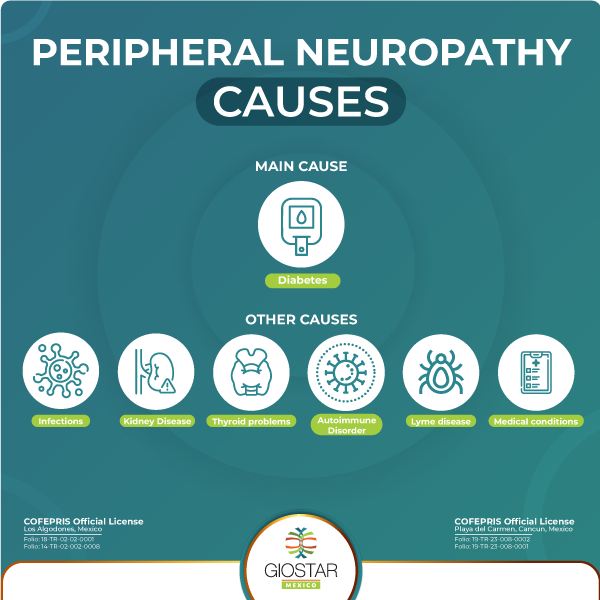 PERIPHERAL NEUROPATHY
CAUSES
MAIN CAUSE
Diabetes
OTHER CAUSES
Infections
Kidney Disease
Thyroid problems
Autoimmune
Disorder
Lyme disease
Medical conditions
COFEPRIS Official License
Los Algodones, Mexico
Folio: 18-TR-02-02-0001
Folio: 14-TR-02-002-0008
COFEPRIS Official License
Playa del Carmen, Cancun, Mexico
Folio: 19-TR-23-008-0002
Folio: 19-TR-23-008-0001
GIOSTAR
MEXICO